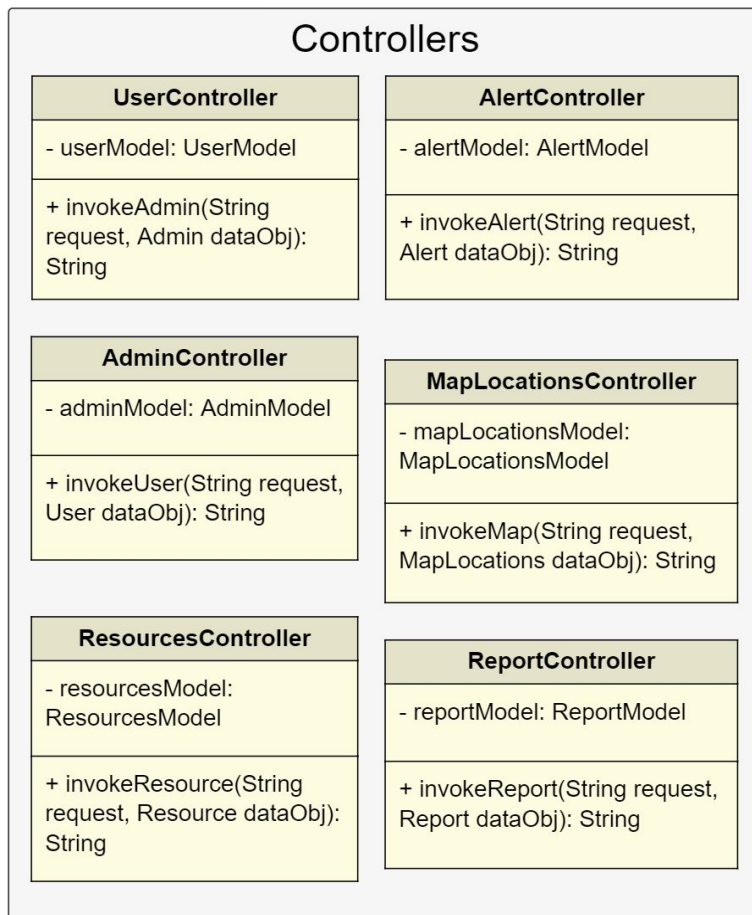 Controllers
UserController
- userModel: UserModel
+ invokeAdmin(String
request, Admin dataObj):
String
AlertController
- alertModel: AlertModel
+ invokeAlert(String request,
Alert dataObj): String
AdminController
- adminModel: AdminModel
+ invokeUser(String request,
User dataObj): String
MapLocationsController
- mapLocationsModel:
MapLocationsModel
+ invokeMap(String request,
MapLocations dataObj): String
ResourcesController
- resourcesModel:
ResourcesModel
+ invokeResource(String
request, Resource dataObj):
String
ReportController
- reportModel: ReportModel
+ invokeReport(String request,
Report dataObj): String